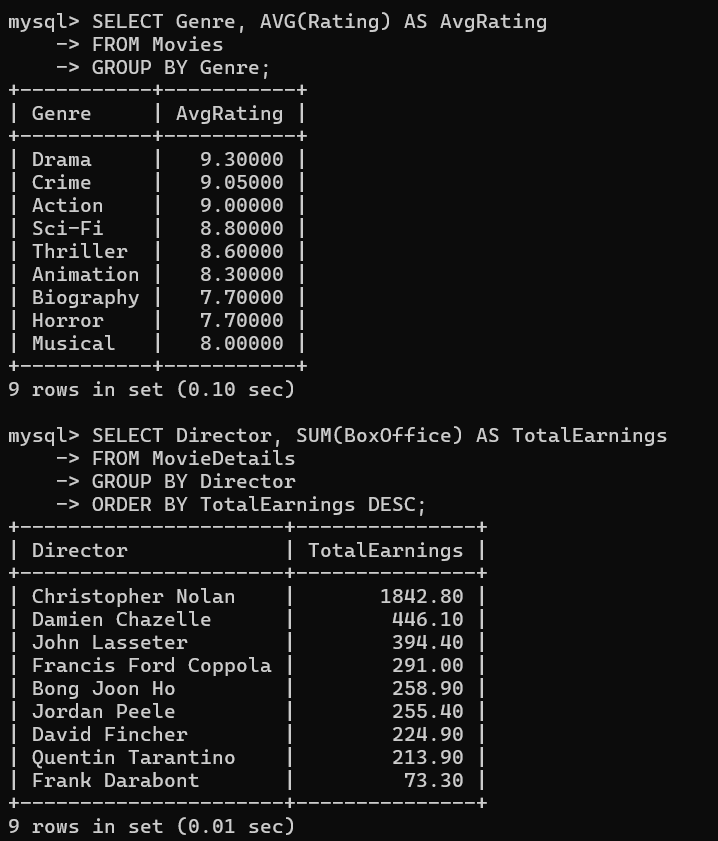 mysql> SELECT Genre, AVG(Rating) AS AvgRating
    -> FROM Movies
    -> GROUP BY Genre;
+-----------+-----------+
| Genre     | AvgRating |
+-----------+-----------+
| Drama     |   9.30000 |
| Crime     |   9.05000 |
| Action    |   9.00000 |
| Sci-Fi    |   8.80000 |
| Thriller  |   8.60000 |
| Animation |   8.30000 |
| Biography |   7.70000 |
| Horror    |   7.70000 |
| Musical   |   8.00000 |
+-----------+-----------+
9 rows in set (0.10 sec)

mysql> SELECT Director, SUM(BoxOffice) AS TotalEarnings
    -> FROM MovieDetails
    -> GROUP BY Director
    -> ORDER BY TotalEarnings DESC;
+----------------------+---------------+
| Director             | TotalEarnings |
+----------------------+---------------+
| Christopher Nolan    |       1842.80 |
| Damien Chazelle      |        446.10 |
| John Lasseter        |        394.40 |
| Francis Ford Coppola |        291.00 |
| Bong Joon Ho         |        258.90 |
| Jordan Peele         |        255.40 |
| David Fincher        |        224.90 |
| Quentin Tarantino    |        213.90 |
| Frank Darabont       |         73.30 |
+----------------------+---------------+
9 rows in set (0.01 sec)